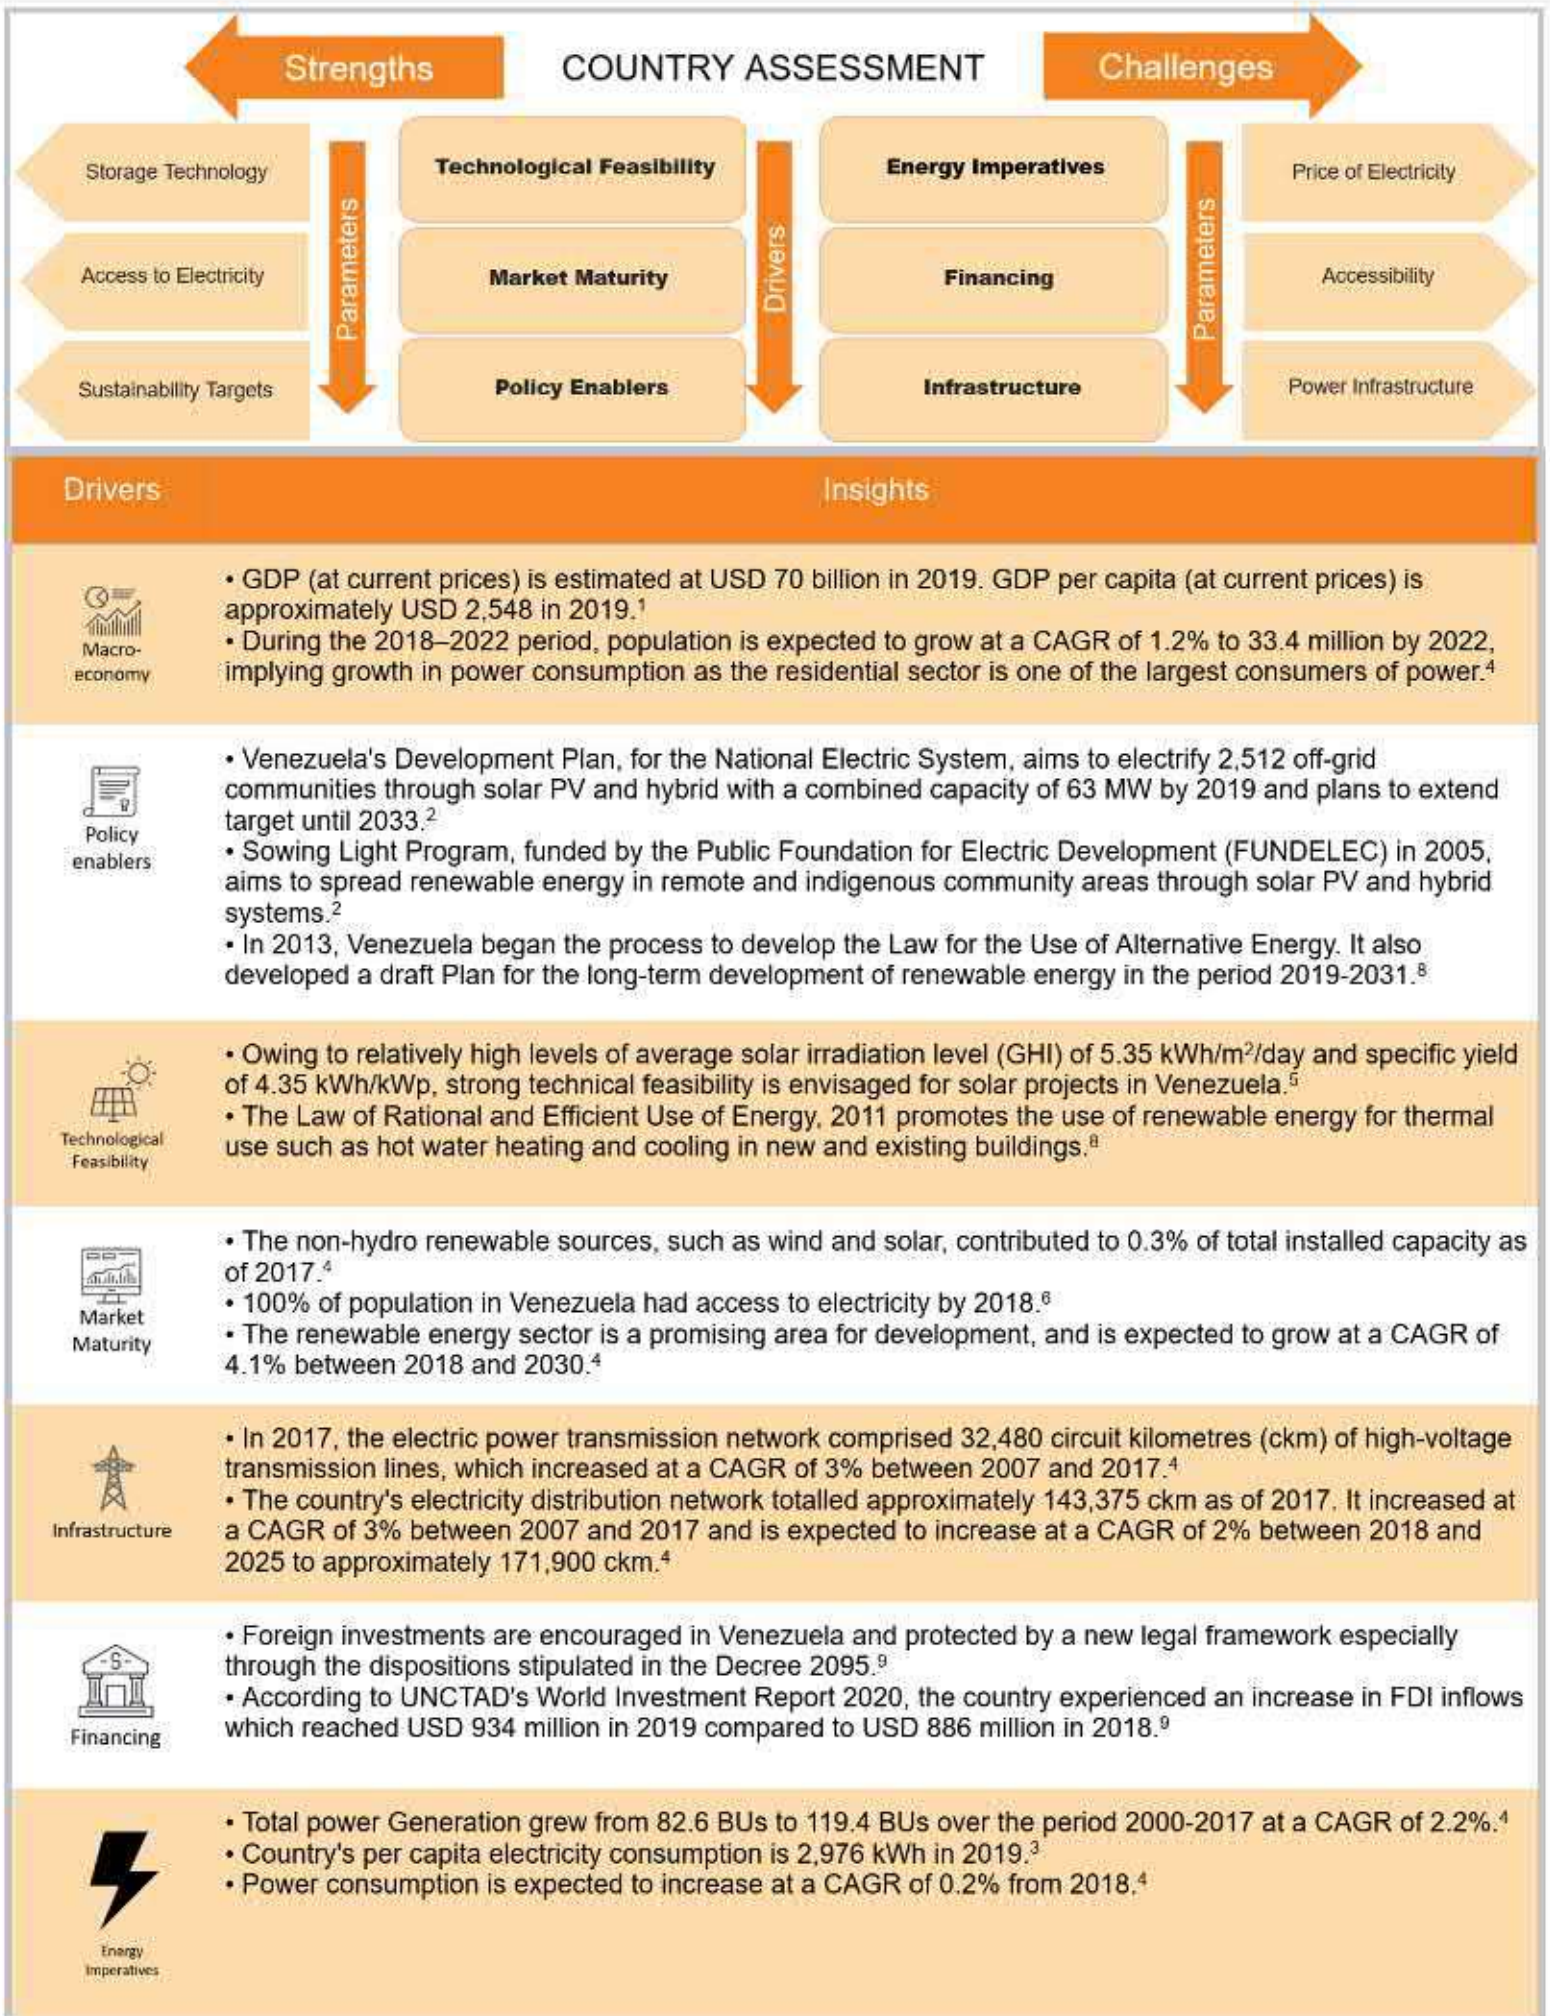 Strengths
COUNTRY ASSESSMENT
Challenges
Storage Technology
Technological Feasibility
Energy Imperatives
Price of Electricity
Parameters
Drivers
Parameters
Access to Electricity
Market Maturity
Financing
Accessibility
Sustainability Targets
Policy Enablers
Infrastructure
Power Infrastructure
Drivers
Insights
Macro-
economy
• GDP (at current prices) is estimated at USD 70 billion in 2019. GDP per capita (at current prices) is
approximately USD 2,548 in 2019.¹
• During the 2018–2022 period, population is expected to grow at a CAGR of 1.2% to 33.4 million by 2022,
implying growth in power consumption as the residential sector is one of the largest consumers of power.⁴
Policy
enablers
• Venezuela's Development Plan, for the National Electric System, aims to electrify 2,512 off-grid
communities through solar PV and hybrid with a combined capacity of 63 MW by 2019 and plans to extend
target until 2033.²
• Sowing Light Program, funded by the Public Foundation for Electric Development (FUNDELEC) in 2005,
aims to spread renewable energy in remote and indigenous community areas through solar PV and hybrid
systems.²
• In 2013, Venezuela began the process to develop the Law for the Use of Alternative Energy. It also
developed a draft Plan for the long-term development of renewable energy in the period 2019-2031.⁸
Technological
Feasibility
• Owing to relatively high levels of average solar irradiation level (GHI) of 5.35 kWh/m²/day and specific yield
of 4.35 kWh/kWp, strong technical feasibility is envisaged for solar projects in Venezuela.⁵
• The Law of Rational and Efficient Use of Energy, 2011 promotes the use of renewable energy for thermal
use such as hot water heating and cooling in new and existing buildings.⁸
Market
Maturity
• The non-hydro renewable sources, such as wind and solar, contributed to 0.3% of total installed capacity as
of 2017.⁴
• 100% of population in Venezuela had access to electricity by 2018.⁶
• The renewable energy sector is a promising area for development, and is expected to grow at a CAGR of
4.1% between 2018 and 2030.⁴
Infrastructure
• In 2017, the electric power transmission network comprised 32,480 circuit kilometres (ckm) of high-voltage
transmission lines, which increased at a CAGR of 3% between 2007 and 2017.⁴
• The country's electricity distribution network totalled approximately 143,375 ckm as of 2017. It increased at
a CAGR of 3% between 2007 and 2017 and is expected to increase at a CAGR of 2% between 2018 and
2025 to approximately 171,900 ckm.⁴
-S-
Financing
• Foreign investments are encouraged in Venezuela and protected by a new legal framework especially
through the dispositions stipulated in the Decree 2095.⁹
• According to UNCTAD's World Investment Report 2020, the country experienced an increase in FDI inflows
which reached USD 934 million in 2019 compared to USD 886 million in 2018.⁹
Energy
Imperatives
• Total power Generation grew from 82.6 BUs to 119.4 BUs over the period 2000-2017 at a CAGR of 2.2%.⁴
• Country's per capita electricity consumption is 2,976 kWh in 2019.³
• Power consumption is expected to increase at a CAGR of 0.2% from 2018.⁴